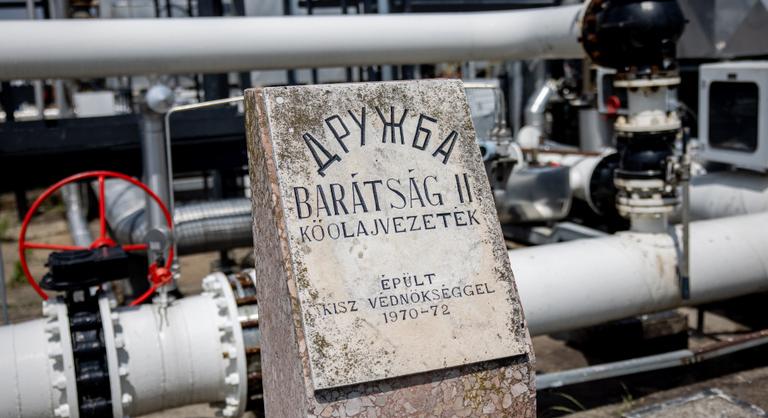 ДРУЖБА
BARÁTSÁG II
KŐOLAJVEZETÉK
ÉPÜLT
KISZ VÉDNÖKSÉGGEL
1970-72